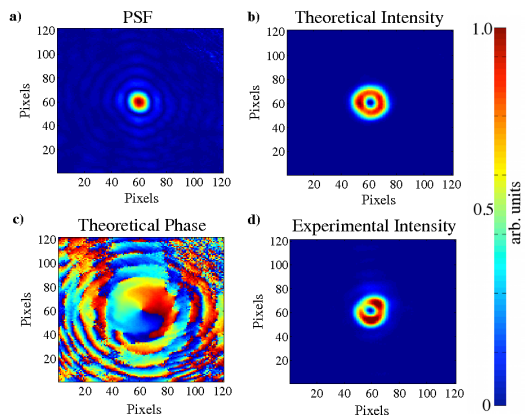 a) PSF
120
100
80
60
40
20
Pixels
20 40 60 80 100 120
Pixels
b) Theoretical Intensity
120
100
80
60
40
20
Pixels
20 40 60 80 100 120
Pixels
c) Theoretical Phase
120
100
80
60
40
20
Pixels
20 40 60 80 100 120
Pixels
d) Experimental Intensity
120
100
80
60
40
20
Pixels
20 40 60 80 100 120
Pixels
1.0
0.5
0
arb. units